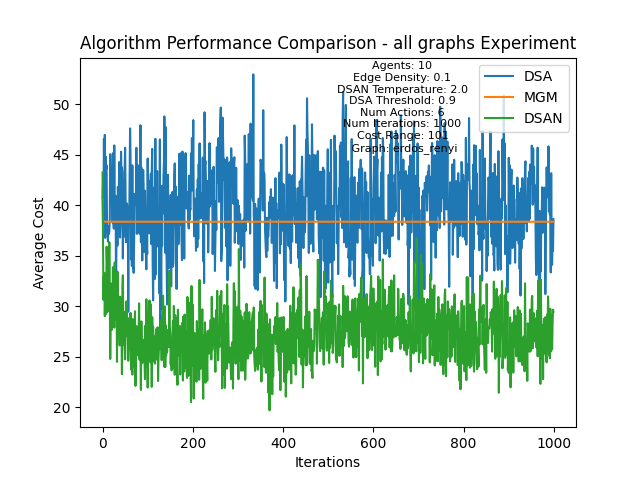 Algorithm Performance Comparison - all graphs Experiment
Agents: 10
Edge Density: 0.1
DSAN Temperature: 2.0
DSA Threshold: 0.9
Num Actions: 6
Num Iterations: 1000
Cost Range: 101
Graph: erdos_renyi
DSA
MGM
DSAN
Average Cost
50
45
40
35
30
25
20
0
200
400
600
800
1000
Iterations